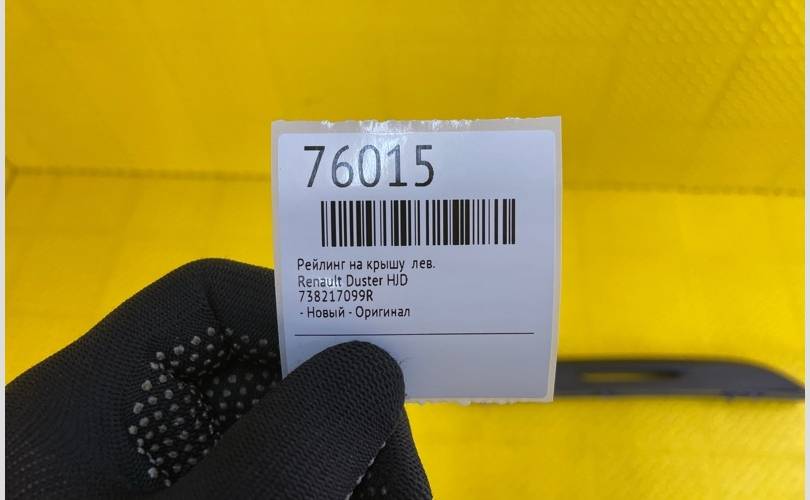 76015
Рейлинг на крышу лев.
Renault Duster HJD
738217099R
- Новый - Оригинал